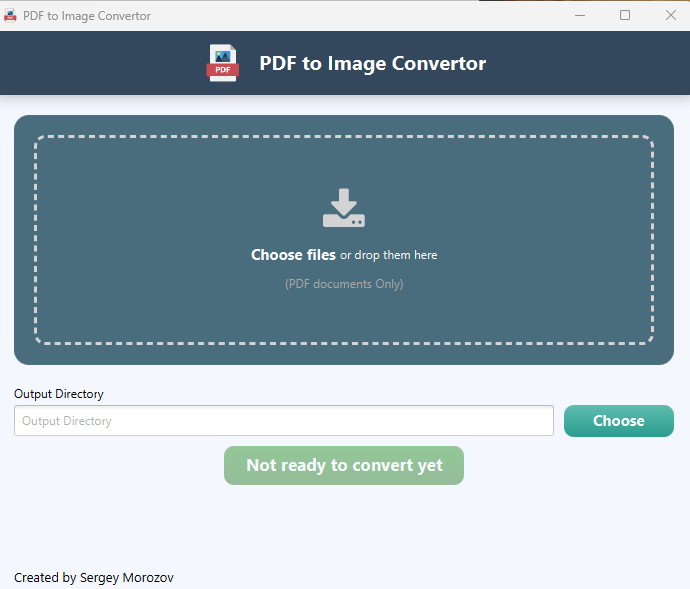 PDF to Image Convertor
PDF
PDF to Image Convertor
Choose files or drop them here
(PDF documents Only)
Output Directory
Output Directory
Choose
Not ready to convert yet
Created by Sergey Morozov